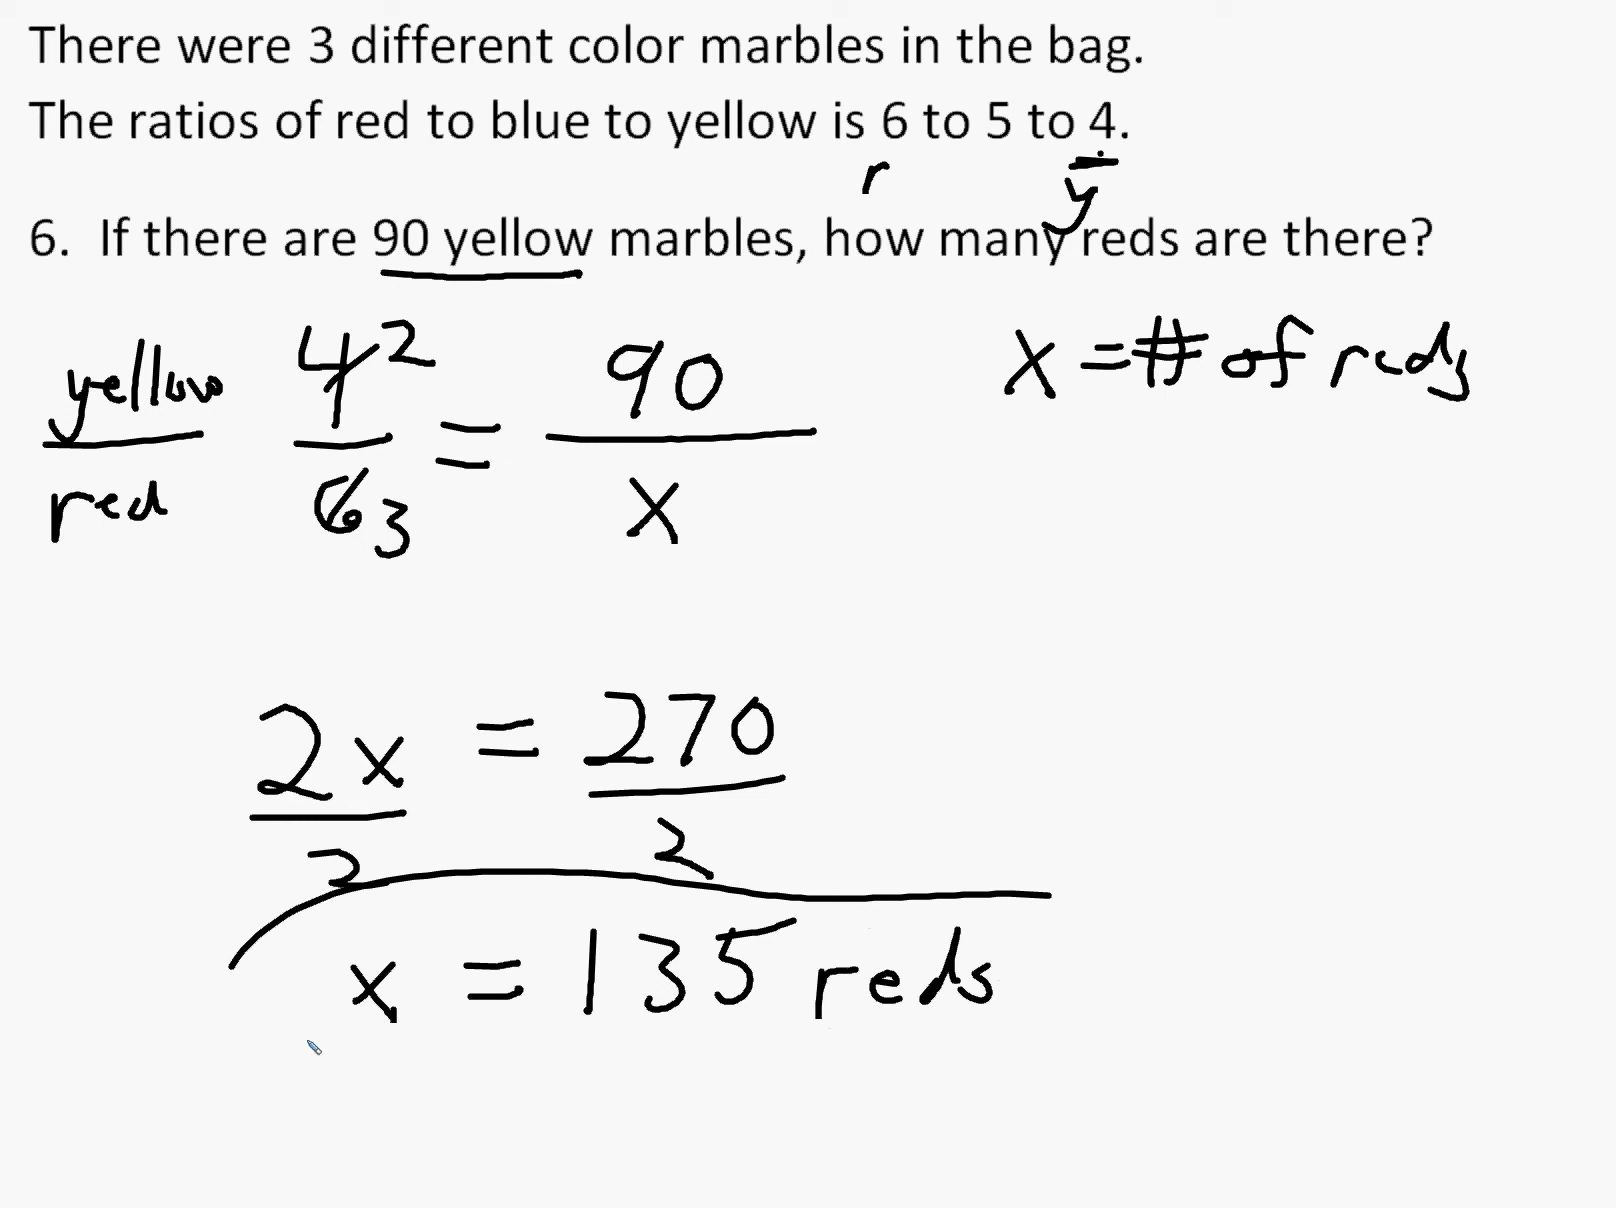 There were 3 different color marbles in the bag.
The ratios of red to blue to yellow is 6 to 5 to 4.
r y
6. If there are 90 yellow marbles, how many reds are there?
yellow 4 2 90 x = # of reds
=
red 6 3 x
2x = 270
2 2
x = 135 reds